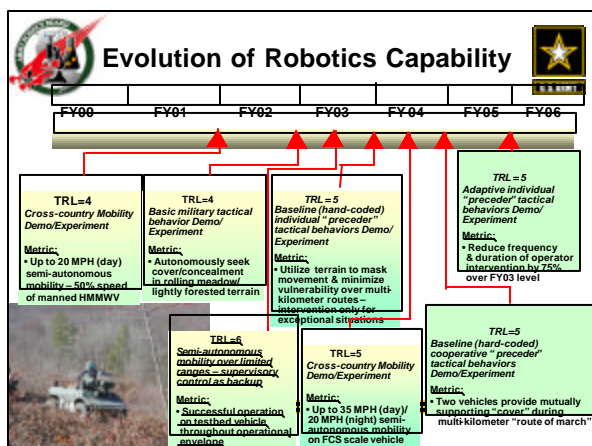 Evolution of Robotics Capability
FY00 FY01 FY02 FY03 FY04 FY05 FY06
TRL=4
Cross-country Mobility
Demo/Experiment
Metric:
• Up to 20 MPH (day)
semi-autonomous
mobility – 50% speed
of manned HMMWV
TRL=4
Basic military tactical
behavior Demo/
Experiment
Metric:
• Autonomously seek
cover/concealment
in rolling meadow/
lightly forested terrain
TRL=5
Baseline (hand-coded)
individual “preceder”
tactical behaviors Demo/
Experiment
Metric:
• Utilize terrain to mask
movement & minimize
vulnerability over multi-
kilometer routes –
intervention only for
exceptional situations
TRL=5
Adaptive individual
“preceder” tactical
behaviors Demo/
Experiment
Metric:
• Reduce frequency
& duration of operator
intervention by 75%
over FY03 level
TRL=6
Semi-autonomous
mobility over limited
ranges – supervisory
control as backup
Metric:
• Successful operation
on testbed vehicle
throughout operational
envelope
TRL=5
Cross-country Mobility
Demo/Experiment
Metric:
• Up to 35 MPH (day)/
20 MPH (night) semi-
autonomous mobility
on FCS scale vehicle
TRL=5
Baseline (hand-coded)
cooperative “preceder”
tactical behaviors
Demo/Experiment
Metric:
• Two vehicles provide mutually
supporting “cover” during
multi-kilometer “route of march”